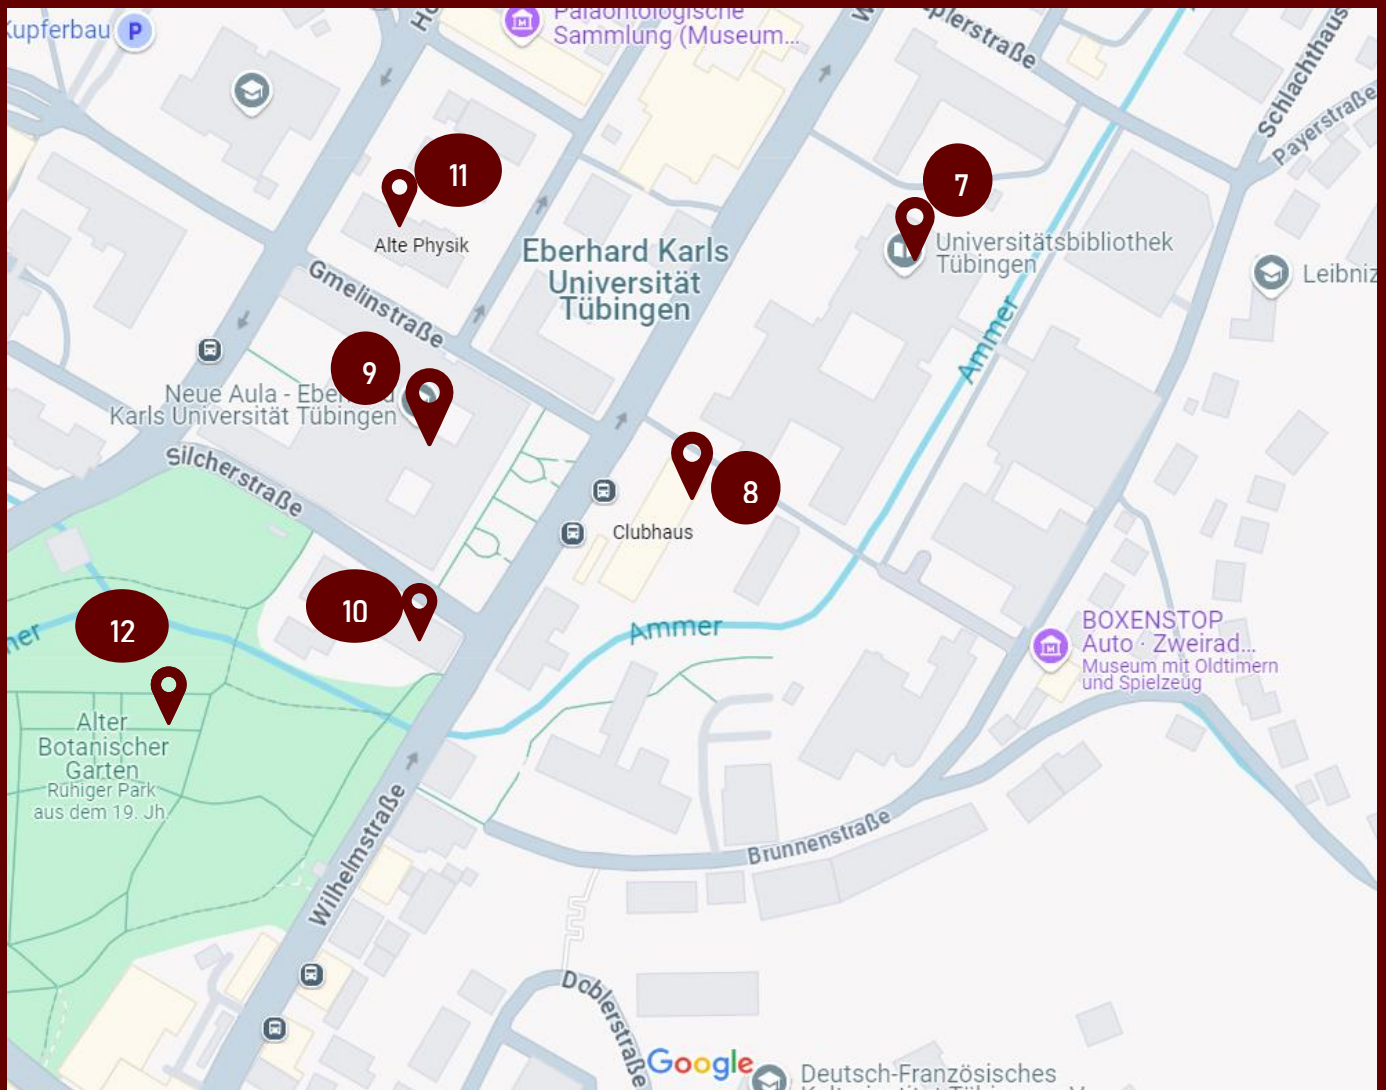 Kupferbau
P
Paläontologische
Sammlung (Museum...
Schlachthaus
Payerstraße
11
7
Alte Physik
Eberhard Karls
Universität
Tübingen
Universitätsbibliothek
Tübingen
Leibniz
Gmelinstraße
Ammer
9
Neue Aula - Eber
Karls Universität Tübingen
Silcherstraße
8
Clubhaus
10
12
Ammer
BOXENSTOP
Auto · Zweirad...
Museum mit Oldtimern
und Spielzeug
Alter
Botanischer
Garten
Ruhiger Park
aus dem 19. Jh.
Wilhelmstraße
Brunnenstraße
Doblerstraße
Google
Deutsch-Französisches